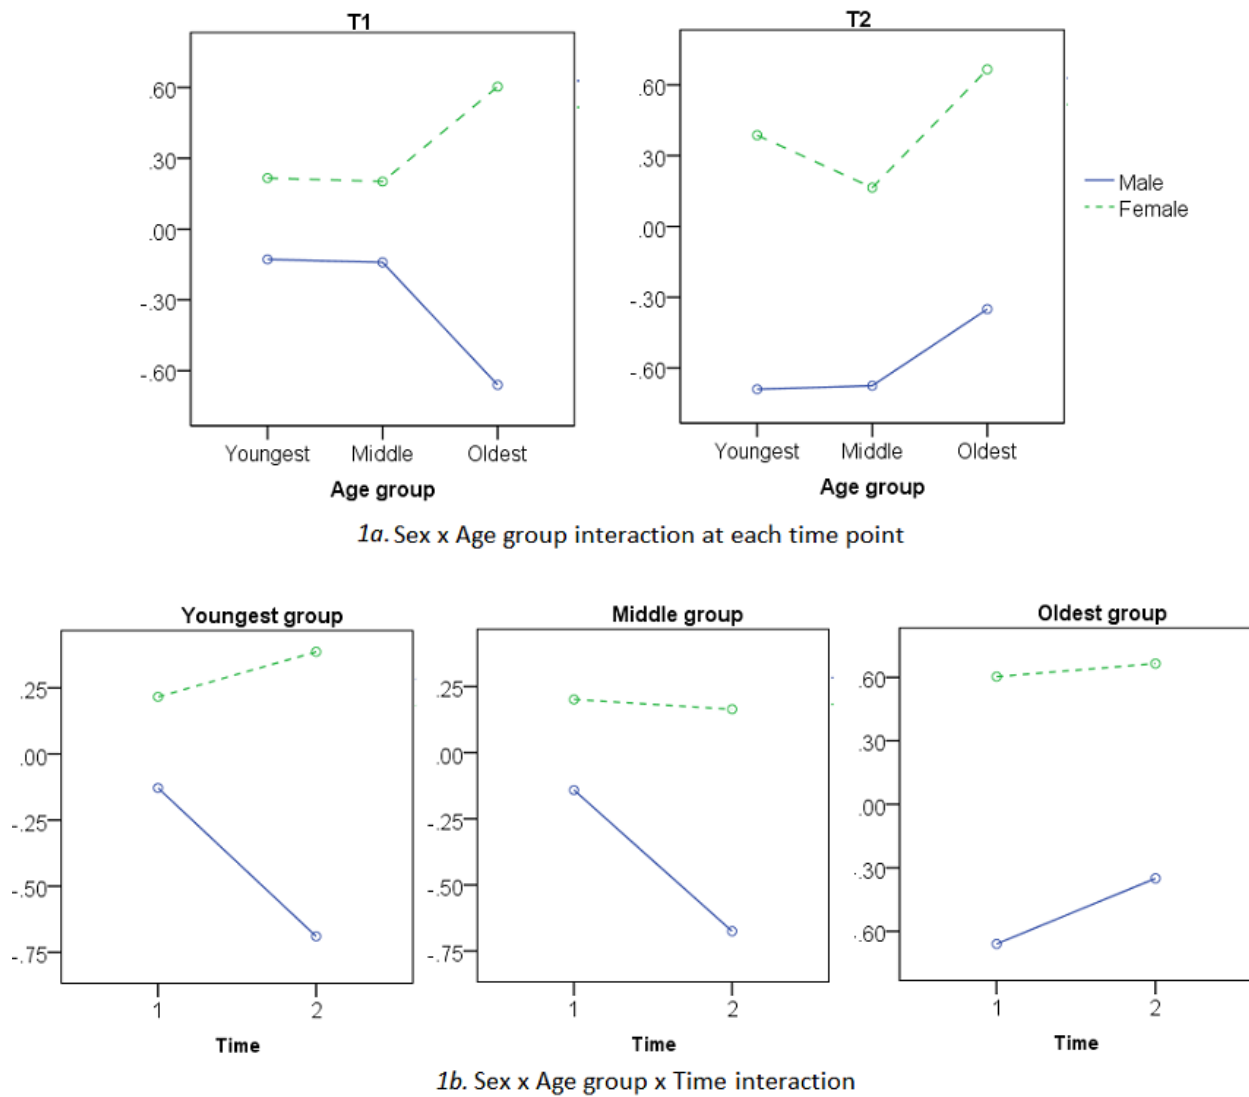 T1
T2
.60
.30
.00
-.30
-.60
Youngest Middle Oldest
Age group
.60
.30
.00
-.30
-.60
Youngest Middle Oldest
Age group
Male
Female
1a. Sex x Age group interaction at each time point
Youngest group
.25
.00
-.25
-.50
-.75
1 2
Time
Middle group
.25
.00
-.25
-.50
-.75
1 2
Time
Oldest group
.60
.30
.00
-.30
-.60
1 2
Time
1b. Sex x Age group x Time interaction